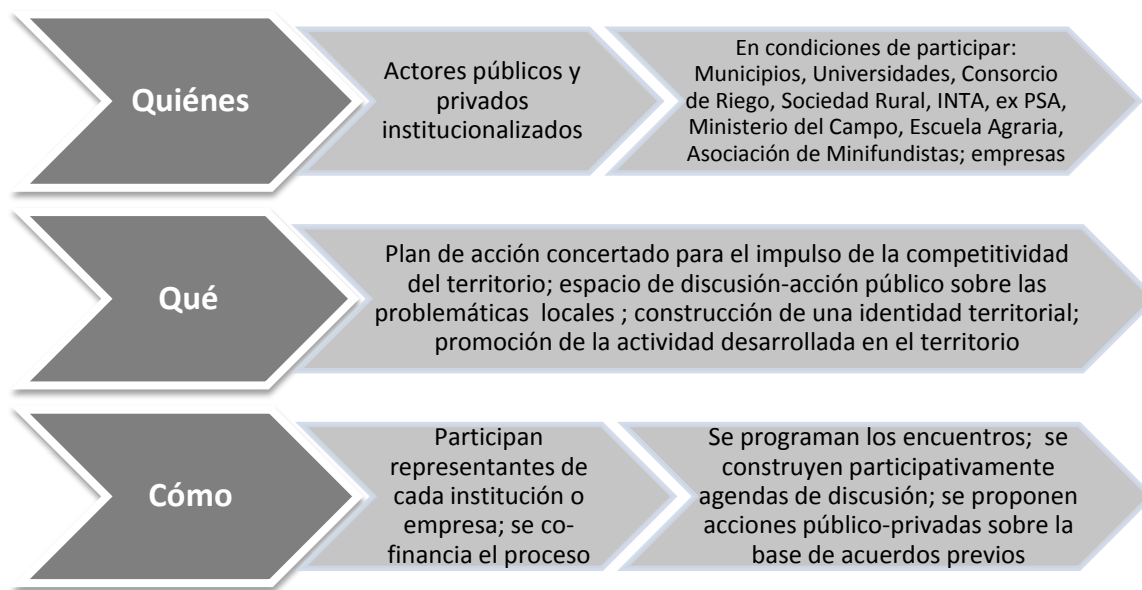 Quiénes
Actores públicos y
privados
institucionalizados
En condiciones de participar:
Municipios, Universidades, Consorcio
de Riego, Sociedad Rural, INTA, ex PSA,
Ministerio del Campo, Escuela Agraria,
Asociación de Minifundistas; empresas
Qué
Plan de acción concertado para el impulso de la competitividad
del territorio; espacio de discusión-acción público sobre las
problemáticas locales ; construcción de una identidad territorial;
promoción de la actividad desarrollada en el territorio
Cómo
Participan
representantes de
cada institución o
empresa; se co-
financia el proceso
Se programan los encuentros; se
construyen participativamente
agendas de discusión; se proponen
acciones público-privadas sobre la
base de acuerdos previos